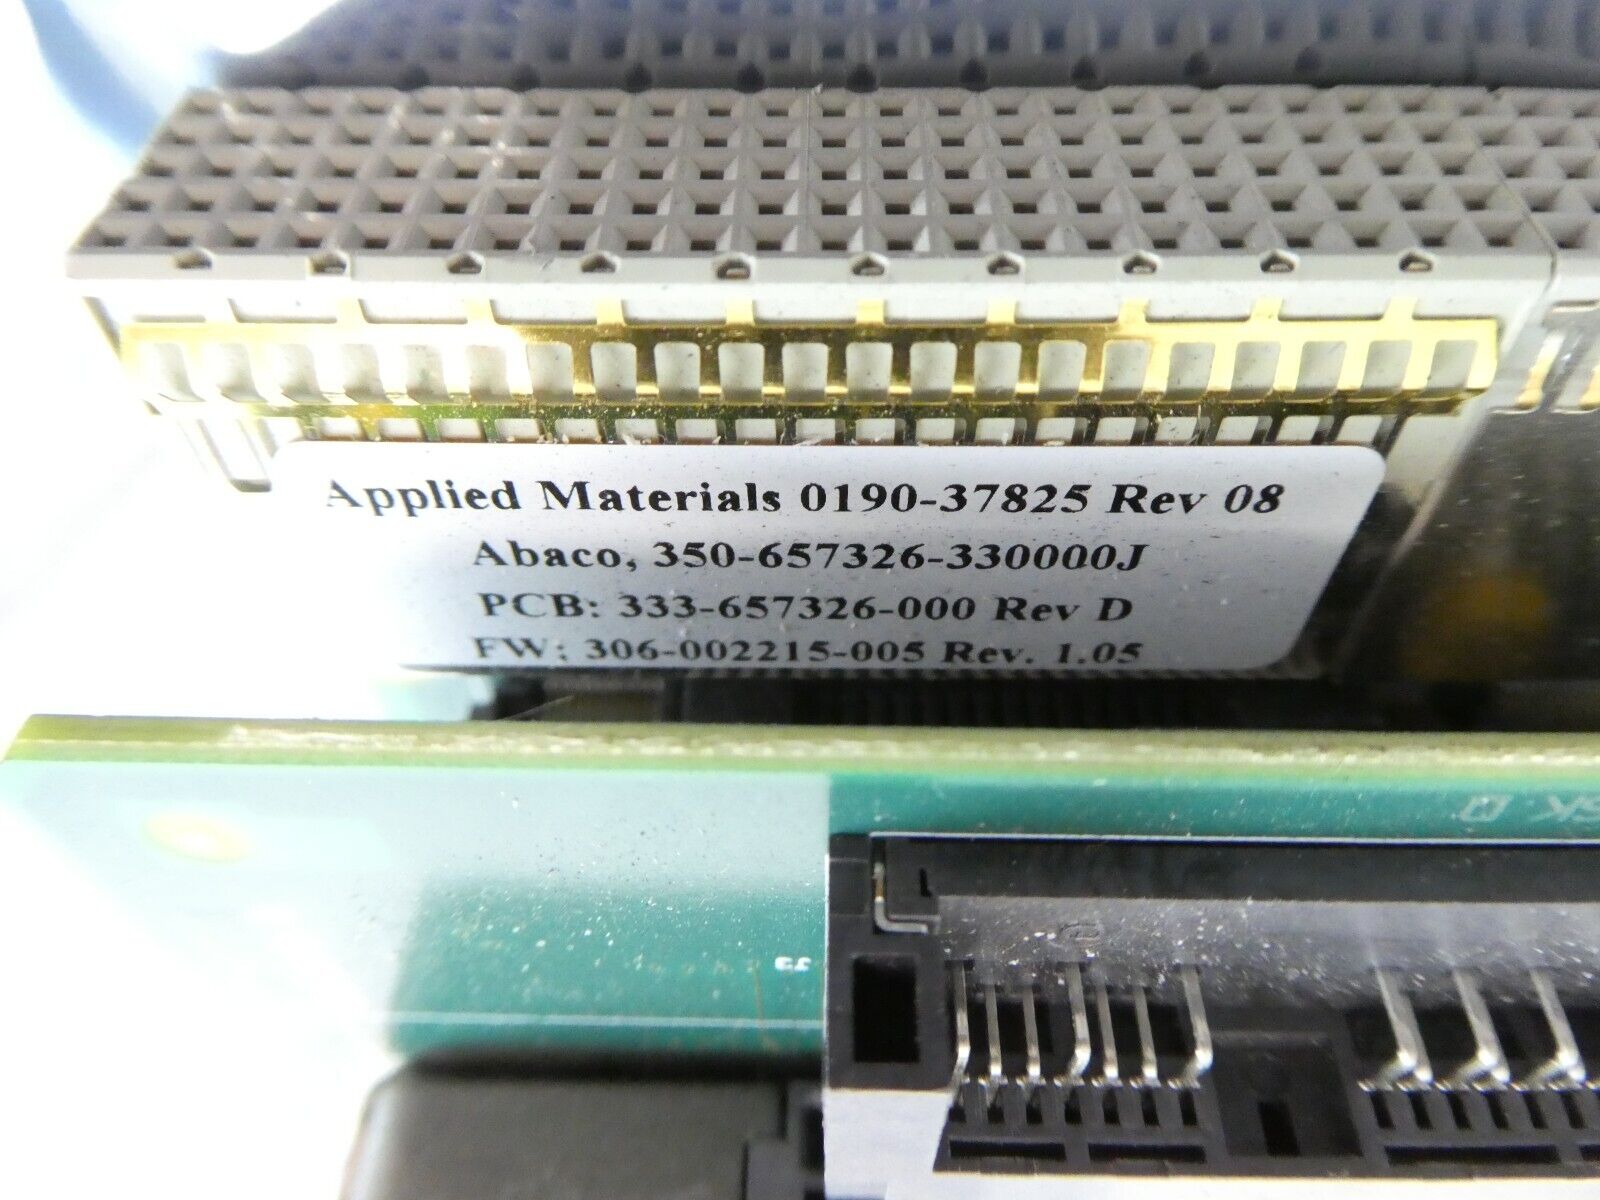 Applied Materials 0190-37825 Rev 08
Abaco, 350-657326-330000J
PCB: 333-657326-000 Rev D
FW: 306-002215-005 Rev. 1.05